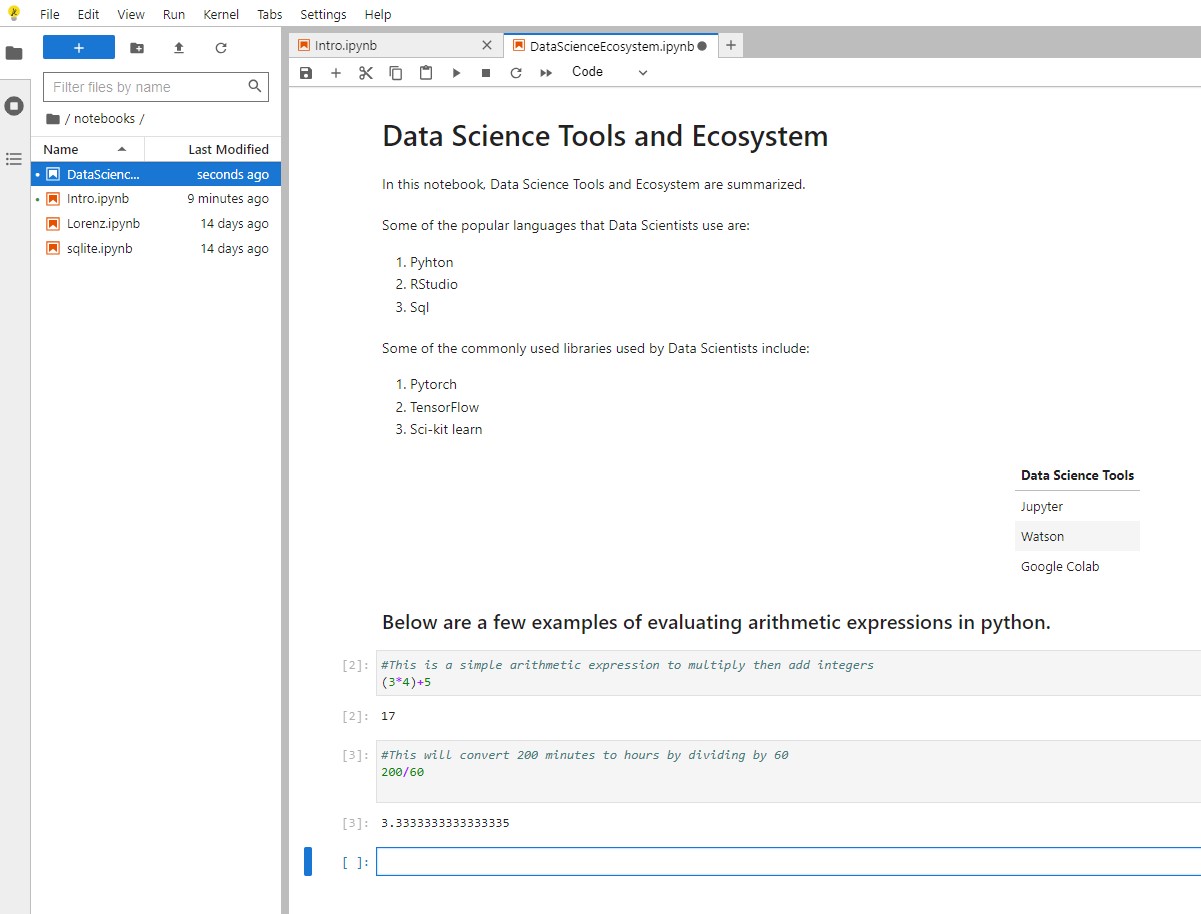 File Edit View Run Kernel Tabs Settings Help
+
Filter files by name
/ notebooks /
Name Last Modified
DataScienc... seconds ago
Intro.ipynb 9 minutes ago
Lorenz.ipynb 14 days ago
sqlite.ipynb 14 days ago
Intro.ipynb DataScienceEcosystem.ipynb +
Code
Data Science Tools and Ecosystem
In this notebook, Data Science Tools and Ecosystem are summarized.
Some of the popular languages that Data Scientists use are:
1. Pyhton
2. RStudio
3. Sql
Some of the commonly used libraries used by Data Scientists include:
1. Pytorch
2. TensorFlow
3. Sci-kit learn
Data Science Tools
Jupyter
Watson
Google Colab
Below are a few examples of evaluating arithmetic expressions in python.
[2]: #This is a simple arithmetic expression to multiply then add integers
(3*4)+5
[2]: 17
[3]: #This will convert 200 minutes to hours by dividing by 60
200/60
[3]: 3.3333333333333335
[ ]: